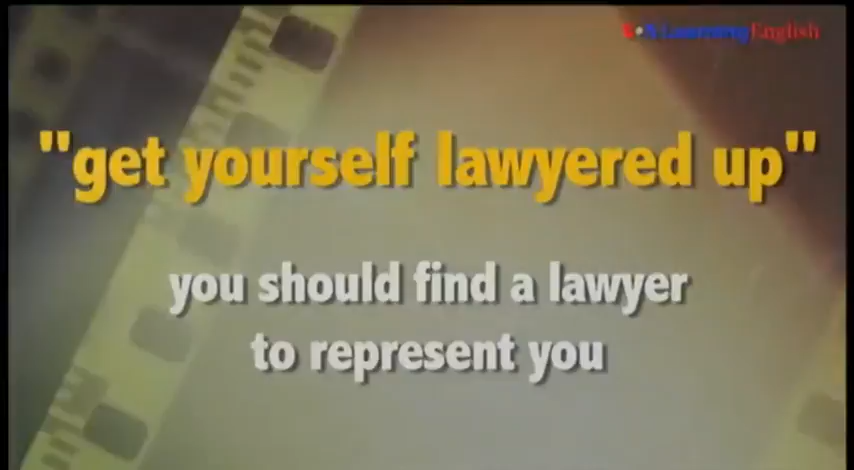 VOA Learning English
"get yourself lawyered up"
you should find a lawyer
to represent you